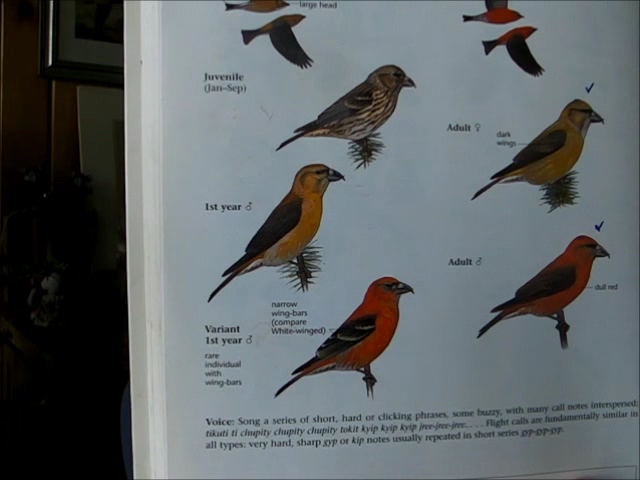 large head
Juvenile
(Jan–Sep)
Adult ♀
dark
wings
1st year ♂
Adult ♂
dull red
narrow
wing-bars
(compare
White-winged)
Variant
1st year ♂
rare
individual
with
wing-bars
Voice: Song a series of short, hard or clicking phrases, some buzzy, with many call notes interspersed:
tikuti ti chupity chupity chupity tokit kyip kyip kyip jree-jree-jree. . . . Flight calls are fundamentally similar in
all types: very hard, sharp gyp or kip notes usually repeated in short series gyp-gyp-gyp.